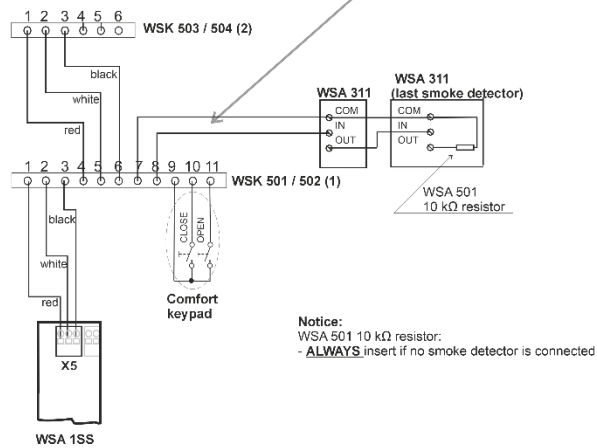 1 2 3 4 5 6
WSK 503 / 504 (2)
black
white
red
WSA 311
COM
IN
OUT
WSA 311
(last smoke detector)
COM
IN
OUT
WSA 501
10 kΩ resistor
1 2 3 4 5 6 7 8 9 10 11
WSK 501 / 502 (1)
black
white
red
CLOSE
OPEN
Comfort
keypad
X5
WSA 1SS
Notice:
WSA 501 10 kΩ resistor:
- ALWAYS insert if no smoke detector is connected